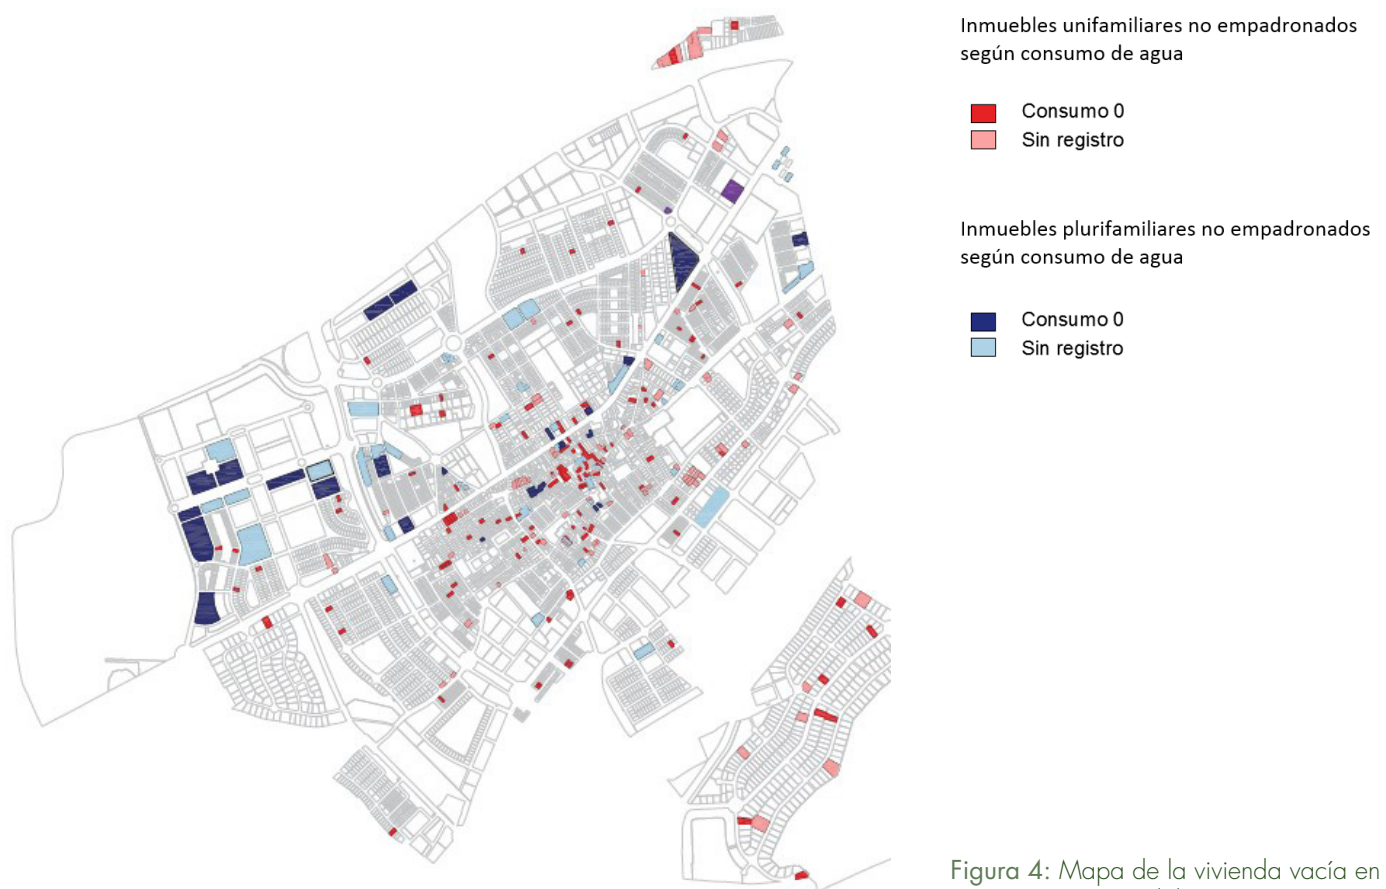 Inmuebles unifamiliares no empadronados
según consumo de agua
Consumo 0
Sin registro
Inmuebles plurifamiliares no empadronados
según consumo de agua
Consumo 0
Sin registro
Figura 4: Mapa de la vivienda vacía en